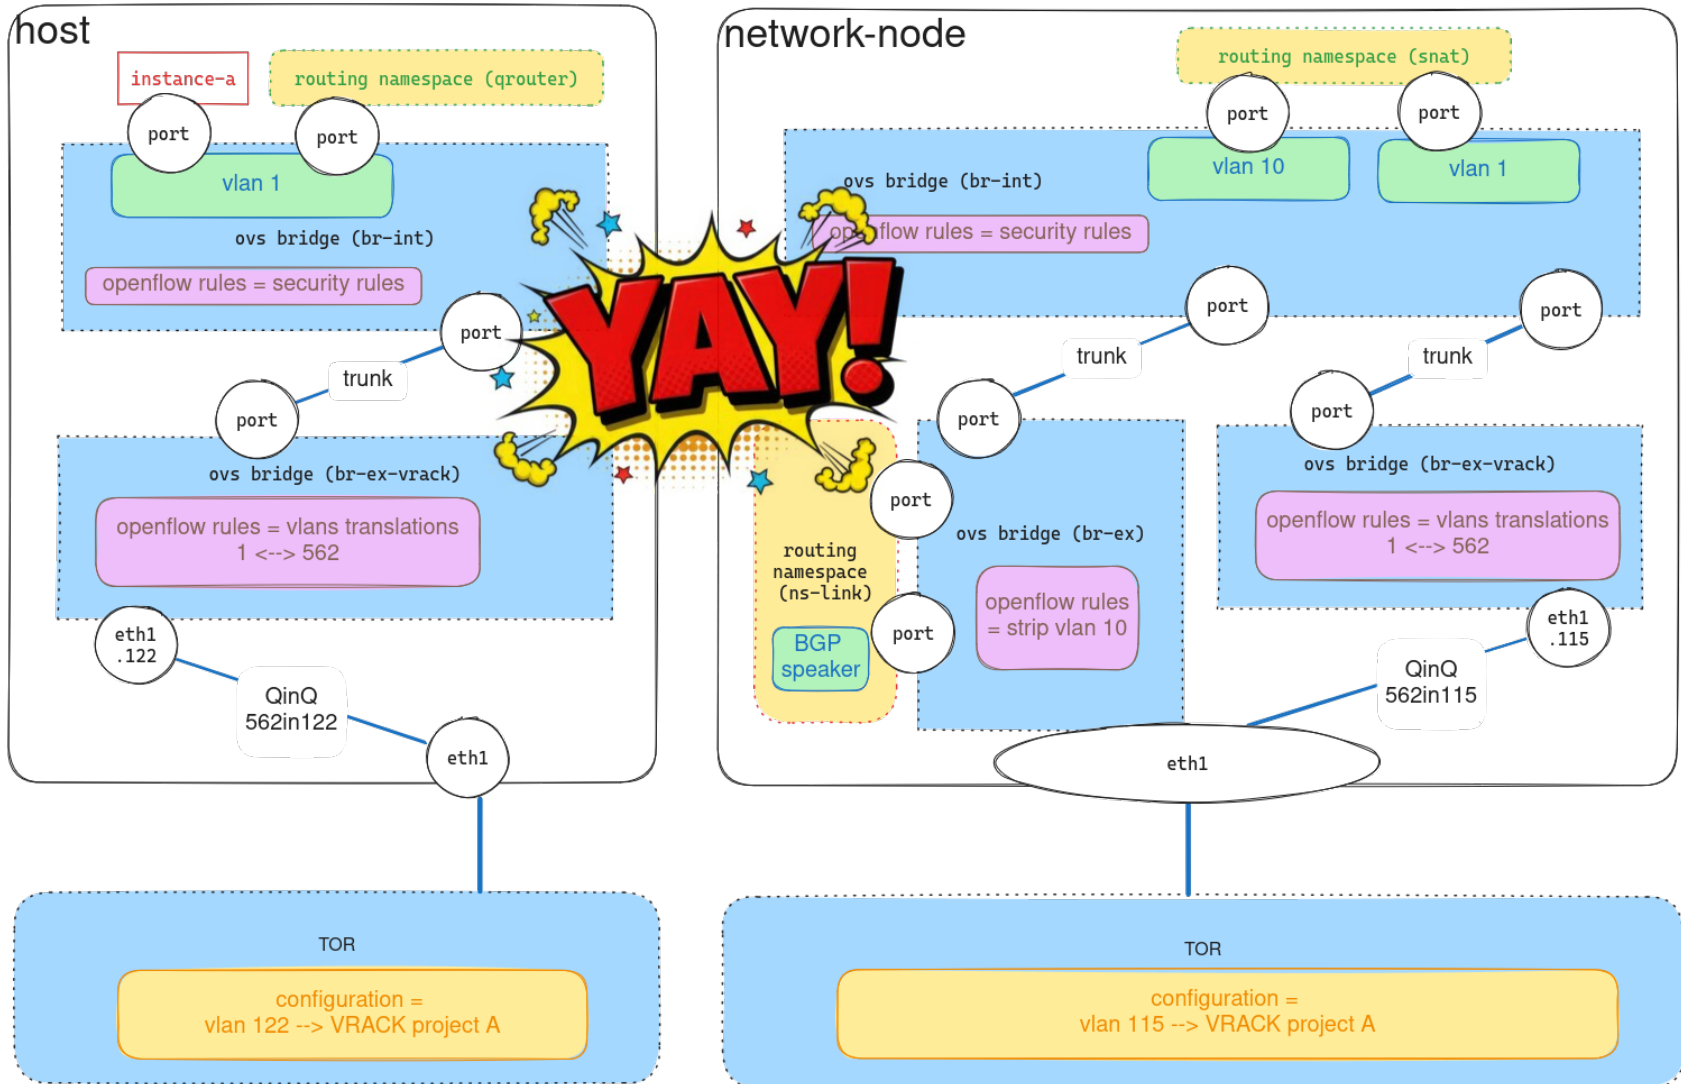 host
instance-a
routing namespace (qrouter)
port
port
vlan 1
ovs bridge (br-int)
openflow rules = security rules
port
trunk
port
ovs bridge (br-ex-vrack)
openflow rules = vlans translations
1 <--> 562
eth1
.122
QinQ
562in122
eth1
TOR
configuration =
vlan 122 --> VRACK project A
YAY!
network-node
routing namespace (snat)
port
port
vlan 10
vlan 1
ovs bridge (br-int)
openflow rules = security rules
port
port
trunk
trunk
port
port
port
routing
namespace
(ns-link)
BGP
speaker
port
ovs bridge (br-ex)
openflow rules
= strip vlan 10
ovs bridge (br-ex-vrack)
openflow rules = vlans translations
1 <--> 562
eth1
.115
QinQ
562in115
eth1
TOR
configuration =
vlan 115 --> VRACK project A